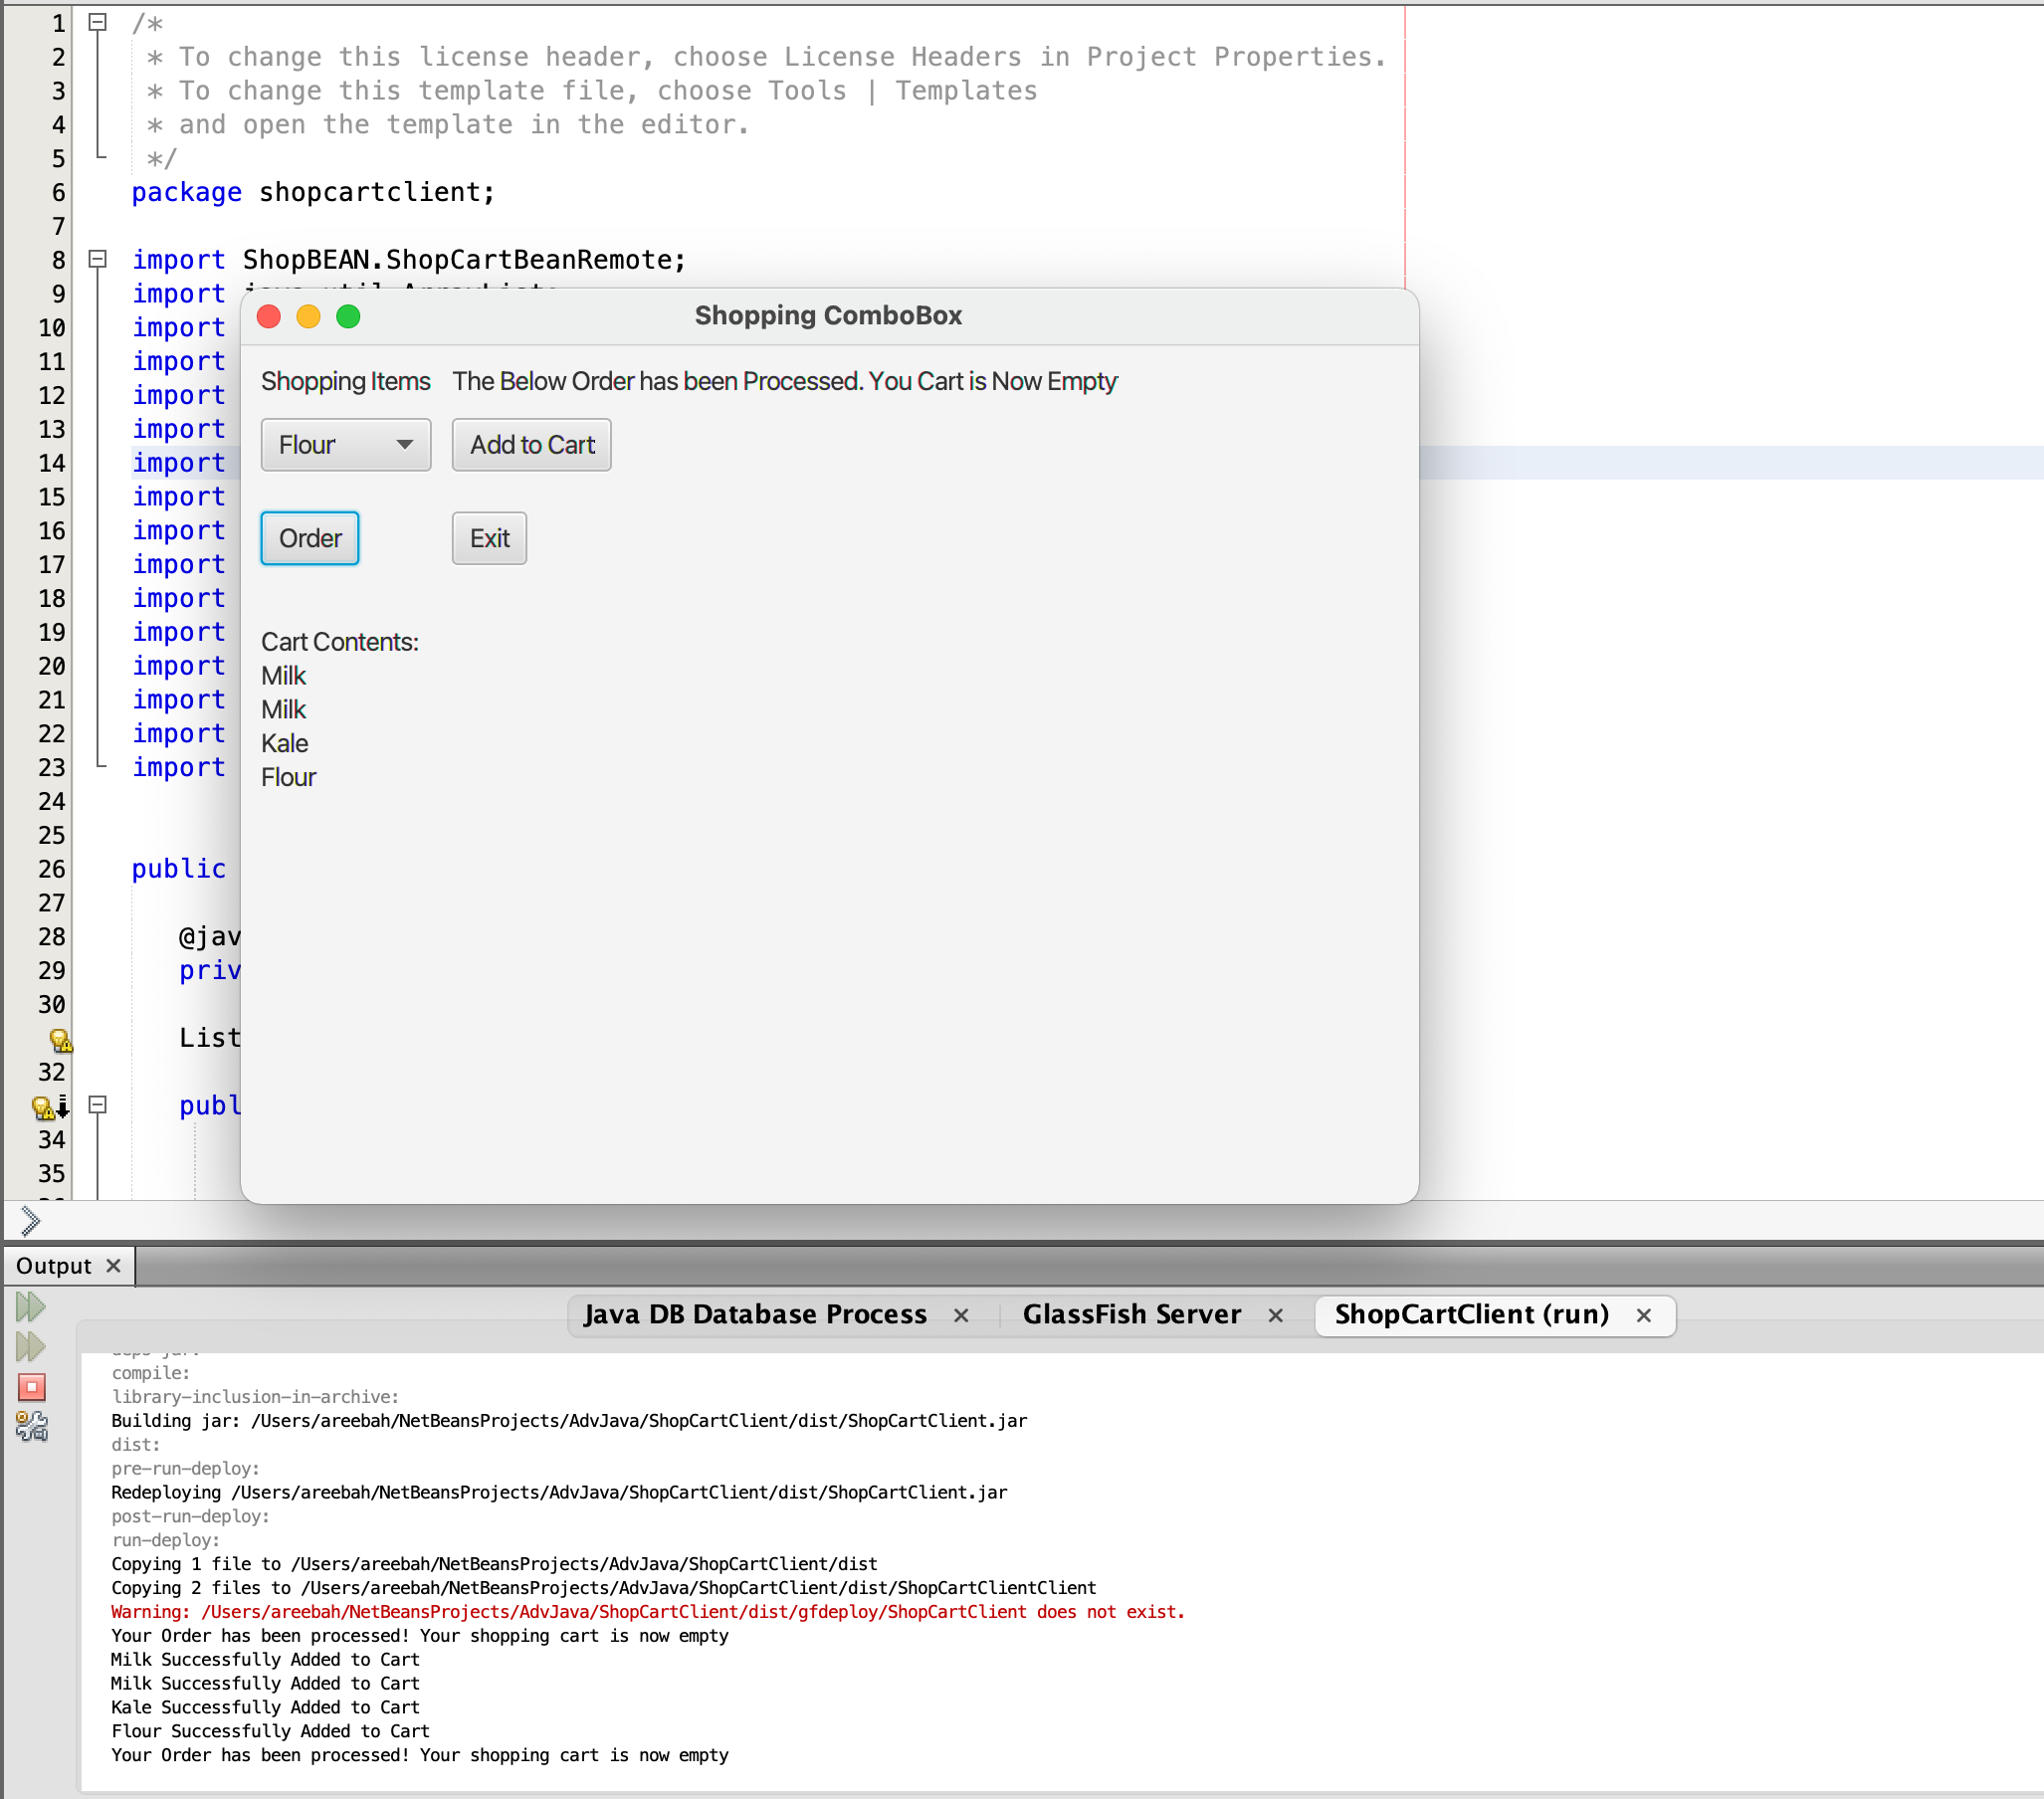 1 /*
2 * To change this license header, choose License Headers in Project Properties.
3 * To change this template file, choose Tools | Templates
4 * and open the template in the editor.
5 */
6 package shopcartclient;
7
8 import ShopBEAN.ShopCartBeanRemote;
9 import java.util.ArrayList;
10 import
11 import
12 import
13 import
14 import
15 import
16 import
17 import
18 import
19 import
20 import
21 import
22 import
23 import
24
25
26 public
27
28 @jav
29 priv
30
List
32
publ
34
35
Shopping ComboBox
Shopping Items The Below Order has been Processed. You Cart is Now Empty
Flour Add to Cart
Order Exit
Cart Contents:
Milk
Milk
Kale
Flour
Output
Java DB Database Process GlassFish Server ShopCartClient (run)
compile:
library-inclusion-in-archive:
Building jar: /Users/areebah/NetBeansProjects/AdvJava/ShopCartClient/dist/ShopCartClient.jar
dist:
pre-run-deploy:
Redeploying /Users/areebah/NetBeansProjects/AdvJava/ShopCartClient/dist/ShopCartClient.jar
post-run-deploy:
run-deploy:
Copying 1 file to /Users/areebah/NetBeansProjects/AdvJava/ShopCartClient/dist
Copying 2 files to /Users/areebah/NetBeansProjects/AdvJava/ShopCartClient/dist/ShopCartClientClient
Warning: /Users/areebah/NetBeansProjects/AdvJava/ShopCartClient/dist/gfdeploy/ShopCartClient does not exist.
Your Order has been processed! Your shopping cart is now empty
Milk Successfully Added to Cart
Milk Successfully Added to Cart
Kale Successfully Added to Cart
Flour Successfully Added to Cart
Your Order has been processed! Your shopping cart is now empty